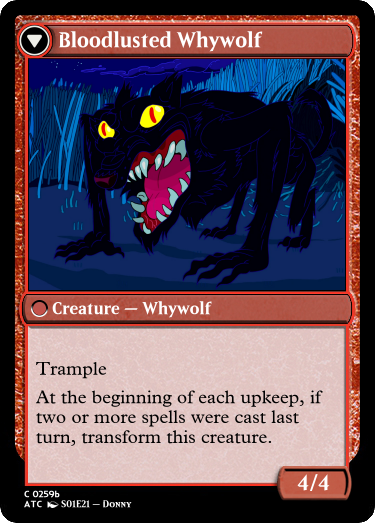 Bloodlusted Whywolf
Creature — Whywolf
Trample
At the beginning of each upkeep, if
two or more spells were cast last
turn, transform this creature.
4/4
C 0259b
ATC S01E21 – Donny